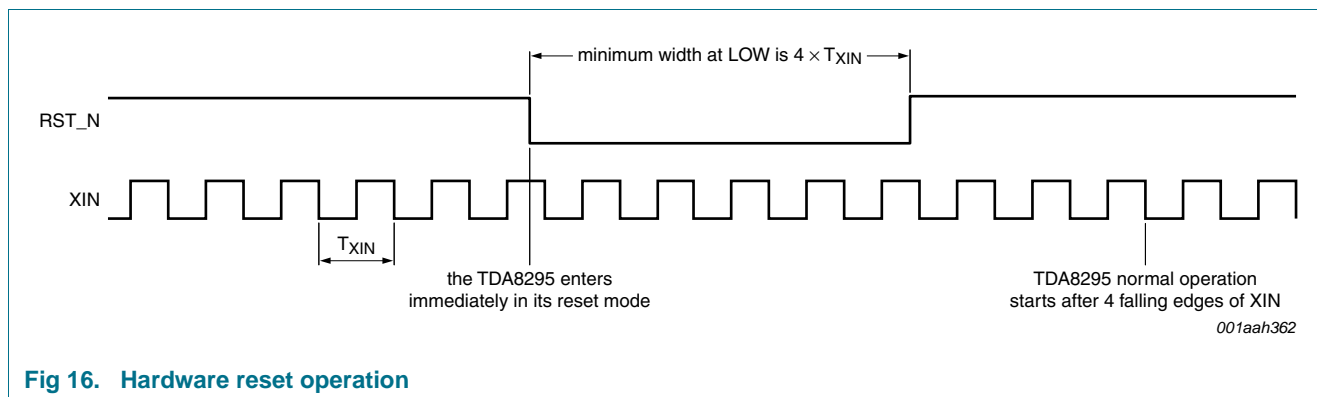 minimum width at LOW is 4 × TXIN
RST_N
XIN
TXIN
the TDA8295 enters
immediately in its reset mode
TDA8295 normal operation
starts after 4 falling edges of XIN
001aah362
Fig 16. Hardware reset operation